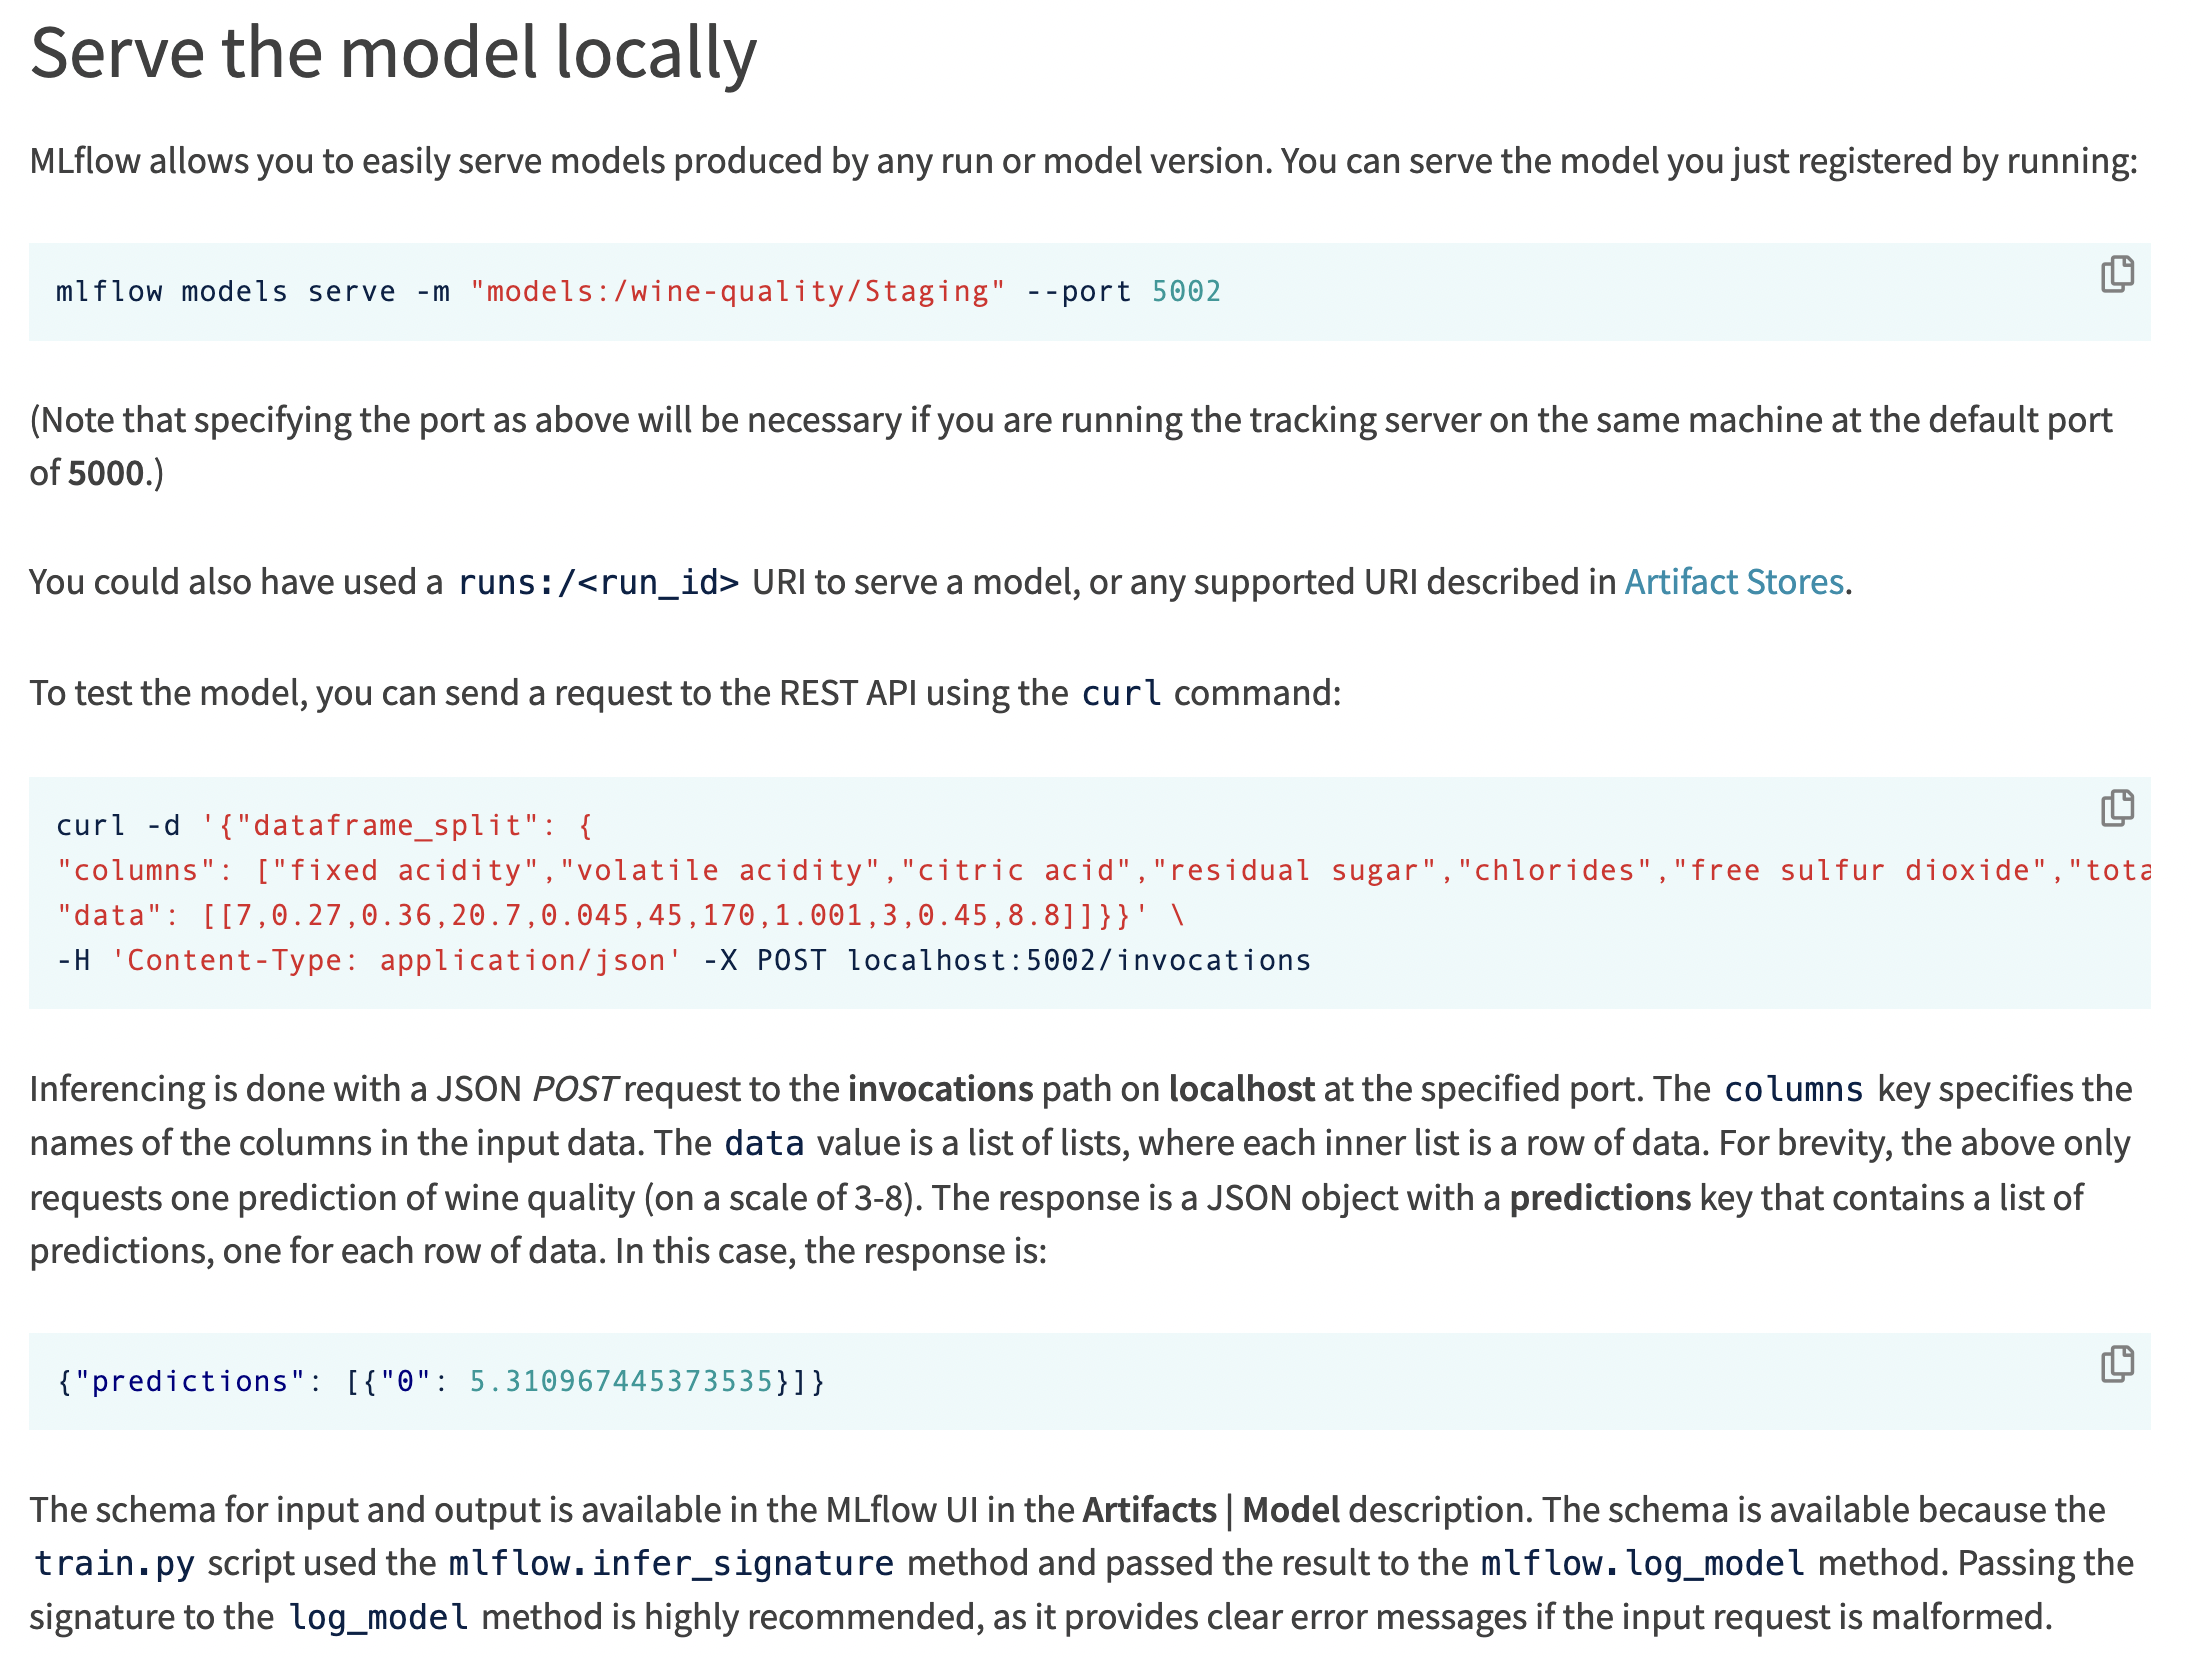 Serve the model locally
MLflow allows you to easily serve models produced by any run or model version. You can serve the model you just registered by running:
mlflow models serve -m "models:/wine-quality/Staging" --port 5002
(Note that specifying the port as above will be necessary if you are running the tracking server on the same machine at the default port
of 5000.)
You could also have used a runs:/<run_id> URI to serve a model, or any supported URI described in Artifact Stores.
To test the model, you can send a request to the REST API using the curl command:
curl -d '{"dataframe_split": {
"columns": ["fixed acidity","volatile acidity","citric acid","residual sugar","chlorides","free sulfur dioxide","tota
"data": [[7,0.27,0.36,20.7,0.045,45,170,1.001,3,0.45,8.8]]}}' \
-H 'Content-Type: application/json' -X POST localhost:5002/invocations
Inferencing is done with a JSON POST request to the invocations path on localhost at the specified port. The columns key specifies the
names of the columns in the input data. The data value is a list of lists, where each inner list is a row of data. For brevity, the above only
requests one prediction of wine quality (on a scale of 3-8). The response is a JSON object with a predictions key that contains a list of
predictions, one for each row of data. In this case, the response is:
{"predictions": [{"0": 5.310967445373535}]}
The schema for input and output is available in the MLflow UI in the Artifacts | Model description. The schema is available because the
train.py script used the mlflow.infer_signature method and passed the result to the mlflow.log_model method. Passing the
signature to the log_model method is highly recommended, as it provides clear error messages if the input request is malformed.